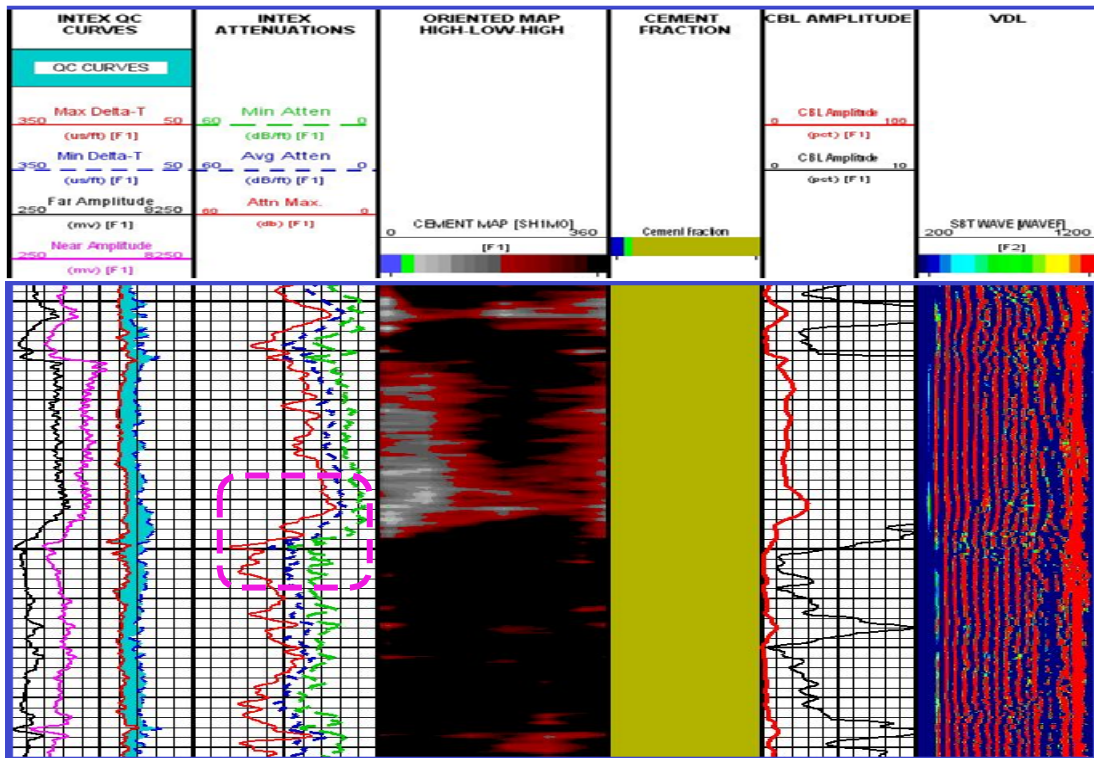 INTEX QC
CURVES
QC CURVES
Max Delta-T
350 50
(us/ft) [F1]
Min Delta-T
350 50
(us/ft) [F1]
Far Amplitude
250 8250
(mv) [F1]
Near Amplitude
250 8250
(mv) [F1]
INTEX
ATTENUATIONS
Min Atten
60 0
(dB/ft) [F1]
Avg Atten
60 0
(dB/ft) [F1]
Attn Max.
60 0
(db) [F1]
ORIENTED MAP
HIGH-LOW-HIGH
CEMENT MAP [SH1M0]
0 360
[F1]
CEMENT
FRACTION
Cement fraction
CBL AMPLITUDE
CBL Amplitude
0 100
(pct) [F1]
CBL Amplitude
0 10
(pct) [F1]
VDL
SBT WAVE [WAVEF]
200 1200
[F2]